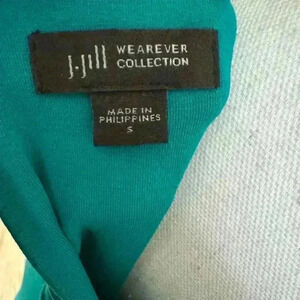 J.Jill WEAREVER
COLLECTION
MADE IN
PHILIPPINES
S